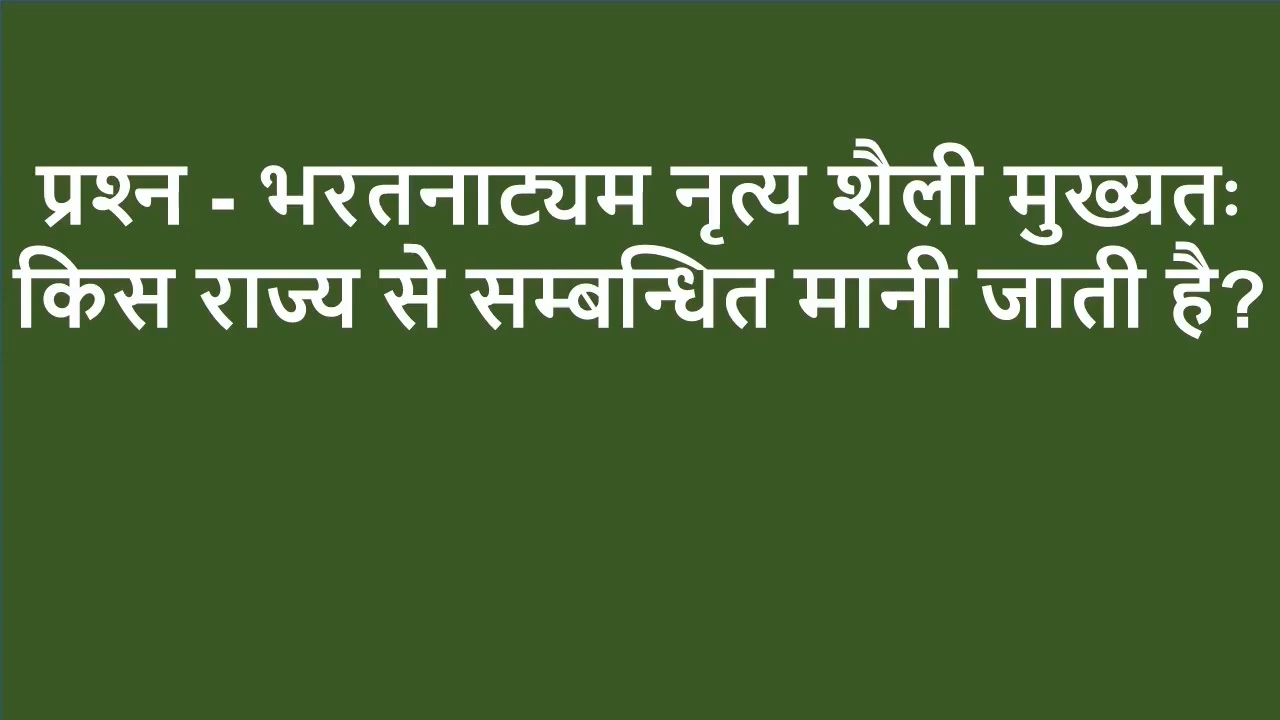 प्रश्न - भरतनाट्यम नृत्य शैली मुख्यतः
किस राज्य से सम्बन्धित मानी जाती है?